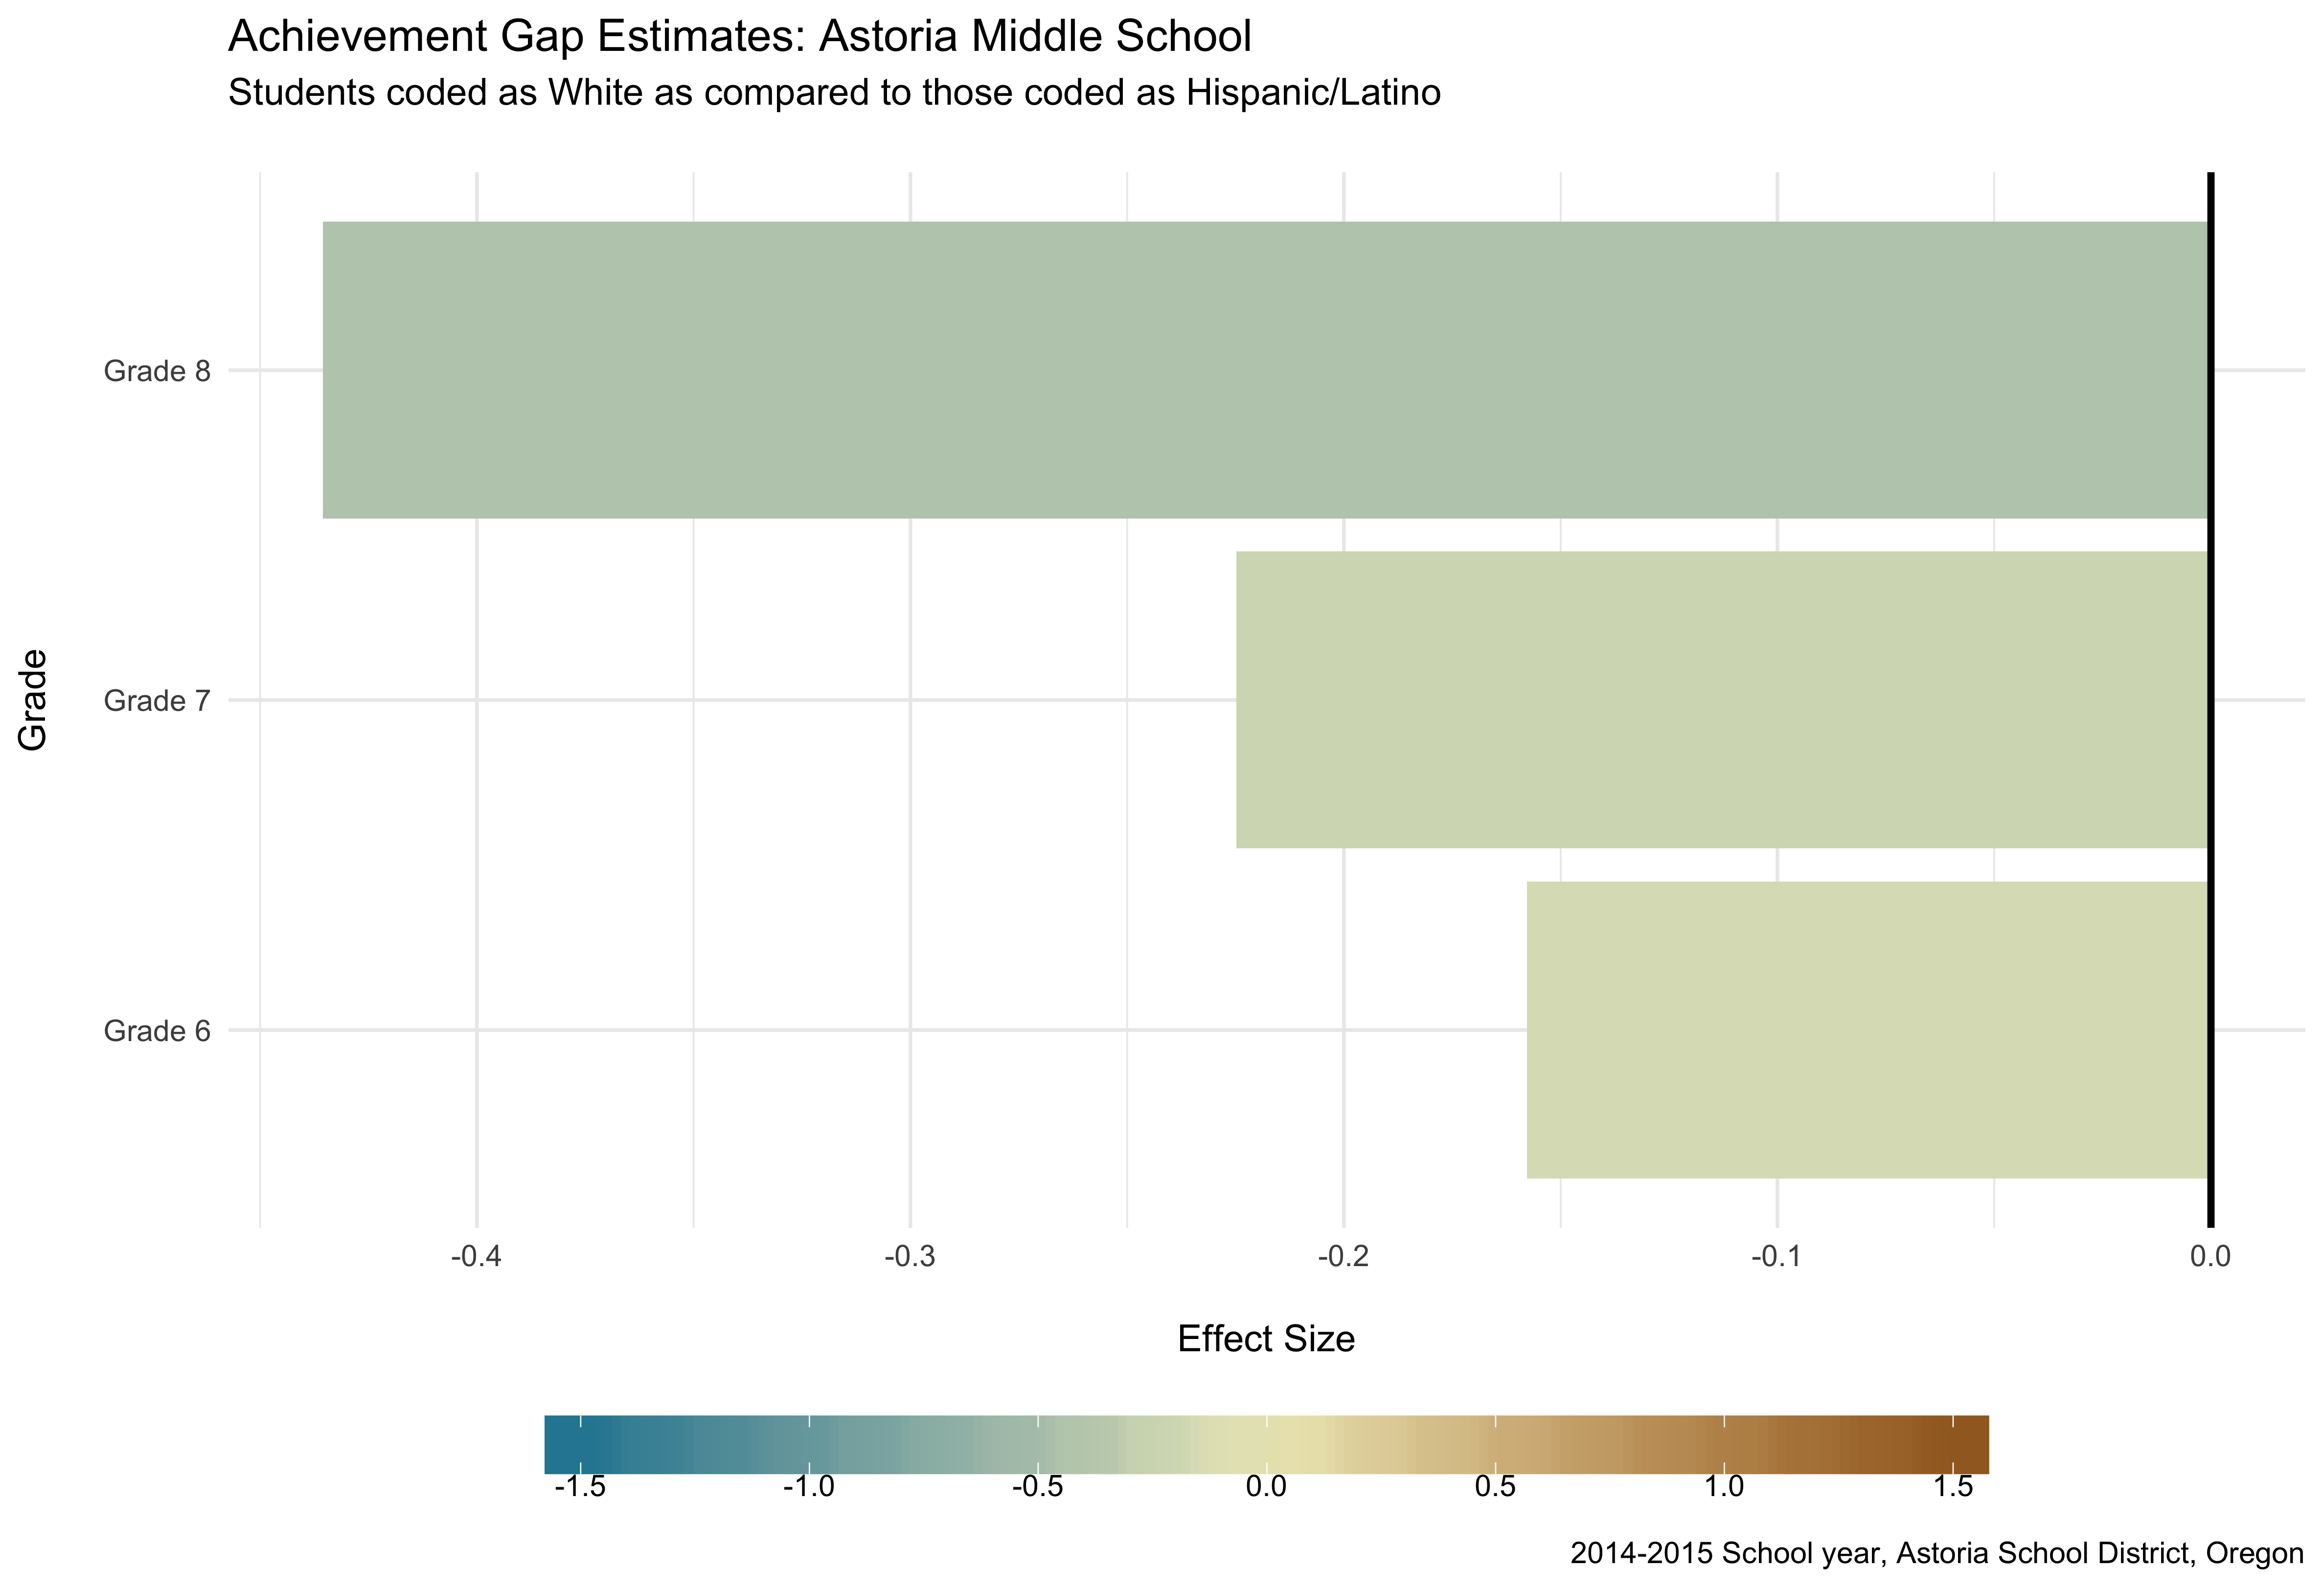 Achievement Gap Estimates: Astoria Middle School
Students coded as White as compared to those coded as Hispanic/Latino
Grade
Grade 8
Grade 7
Grade 6
-0.4 -0.3 -0.2 -0.1 0.0
Effect Size
-1.5 -1.0 -0.5 0.0 0.5 1.0 1.5
2014-2015 School year, Astoria School District, Oregon